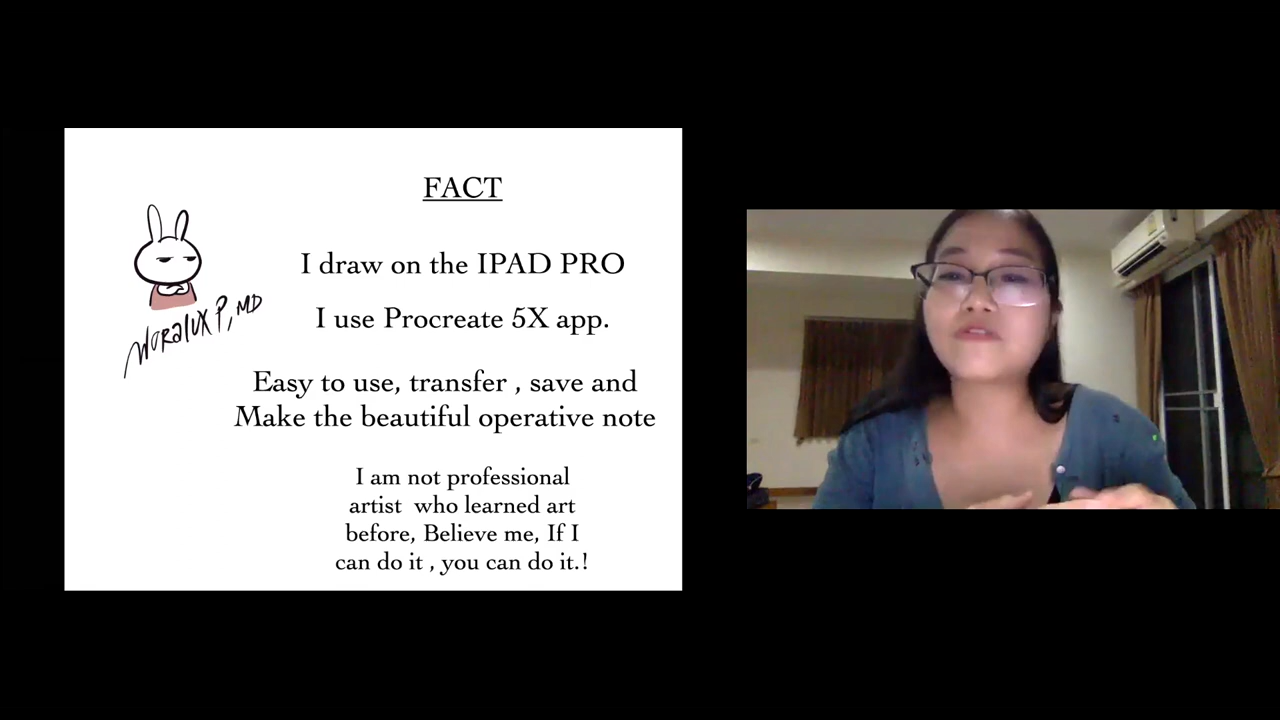 FACT
I draw on the IPAD PRO
I use Procreate 5X app.
Woralux P, MD
Easy to use, transfer , save and
Make the beautiful operative note
I am not professional
artist who learned art
before, Believe me, If I
can do it , you can do it.!